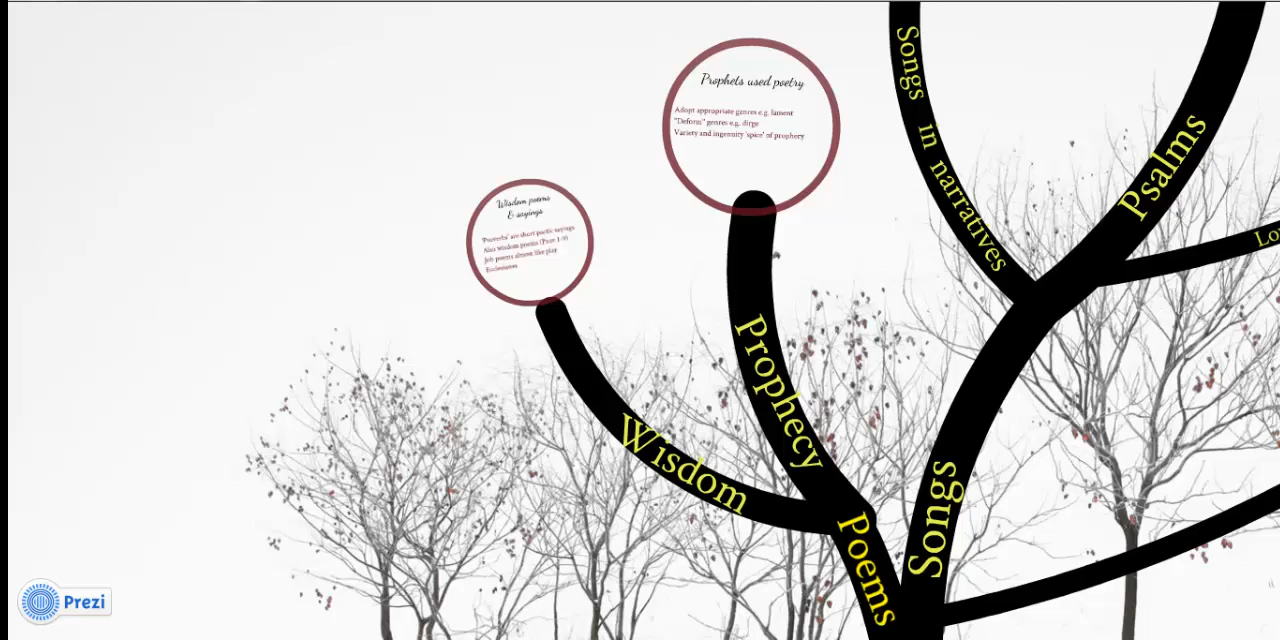 Prophets used poetry
Adopt appropriate genres e.g. lament
"Deform" genres e.g. dirge
Variety and ingenuity 'spice' of prophecy
Wisdom poems
& sayings
'Proverbs' are short poetic sayings
Also wisdom poems (Prov 1-9)
Job poems almost like play
Ecclesiastes
Songs in narratives
Psalms
Prophecy
Wisdom
Songs
Poems
Prezi